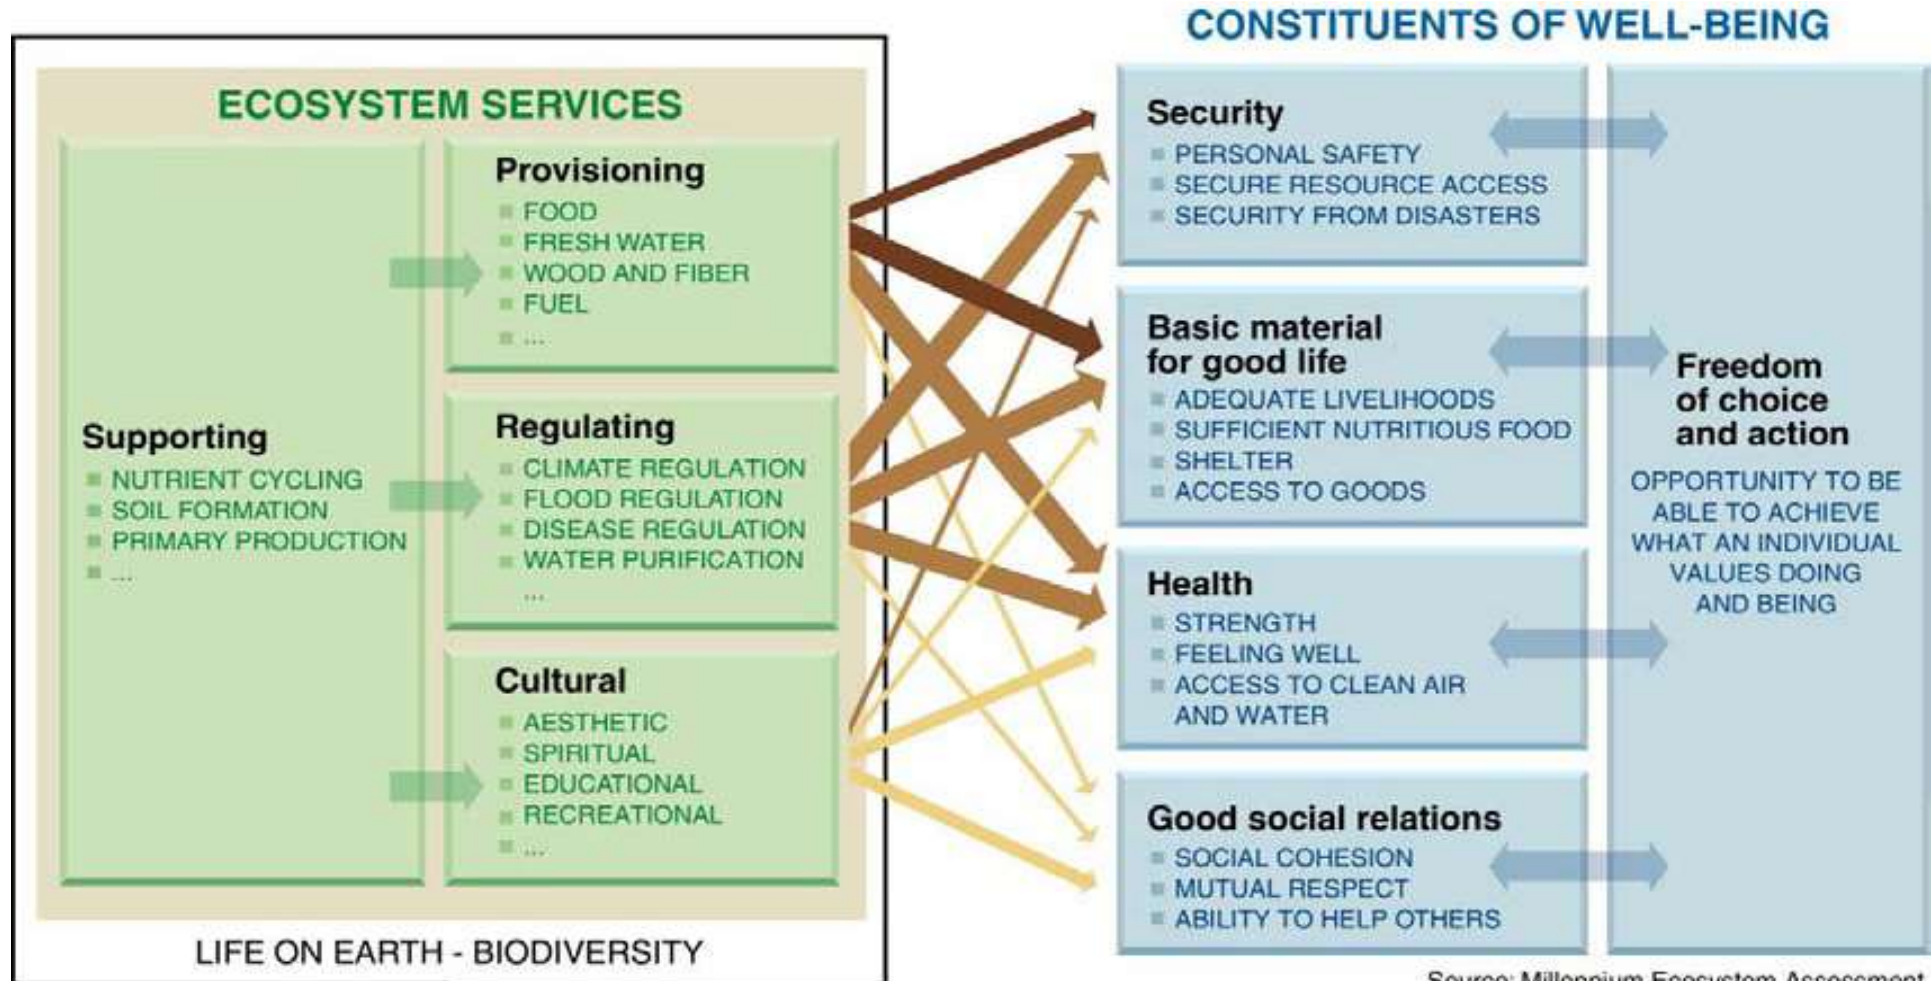 CONSTITUENTS OF WELL-BEING
ECOSYSTEM SERVICES
Supporting
NUTRIENT CYCLING
SOIL FORMATION
PRIMARY PRODUCTION
...
Provisioning
FOOD
FRESH WATER
WOOD AND FIBER
FUEL
...
Regulating
CLIMATE REGULATION
FLOOD REGULATION
DISEASE REGULATION
WATER PURIFICATION
...
Cultural
AESTHETIC
SPIRITUAL
EDUCATIONAL
RECREATIONAL
...
LIFE ON EARTH - BIODIVERSITY
Security
PERSONAL SAFETY
SECURE RESOURCE ACCESS
SECURITY FROM DISASTERS
Basic material
for good life
ADEQUATE LIVELIHOODS
SUFFICIENT NUTRITIOUS FOOD
SHELTER
ACCESS TO GOODS
Health
STRENGTH
FEELING WELL
ACCESS TO CLEAN AIR
AND WATER
Good social relations
SOCIAL COHESION
MUTUAL RESPECT
ABILITY TO HELP OTHERS
Freedom
of choice
and action
OPPORTUNITY TO BE
ABLE TO ACHIEVE
WHAT AN INDIVIDUAL
VALUES DOING
AND BEING
Source: Millennium Ecosystem Assessment